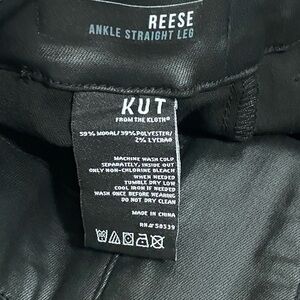 REESE
ANKLE STRAIGHT LEG
KUT
FROM THE KLOTH®
59% MODAL/39% POLYESTER/
2% LYCRA®
MACHINE WASH COLD
SEPARATELY, INSIDE OUT
ONLY NON-CHLORINE BLEACH
WHEN NEEDED
TUMBLE DRY LOW
COOL IRON IF NEEDED
WASH ONCE BEFORE WEARING
DO NOT DRY CLEAN
MADE IN CHINA
RN# 58339